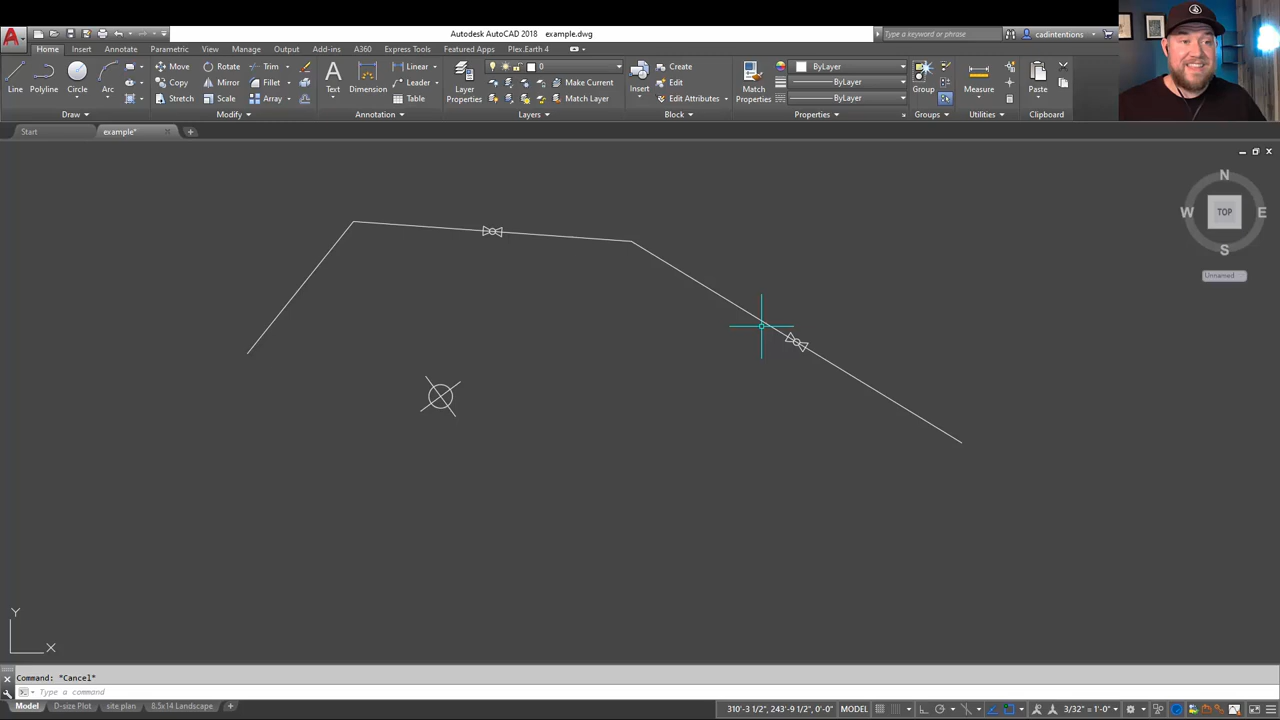 Autodesk AutoCAD 2018 example.dwg
Type a keyword or phrase
cadintentions
Home Insert Annotate Parametric View Manage Output Add-ins A360 Express Tools Featured Apps Plex.Earth 4
Line Polyline Circle Arc
Move Rotate Trim
Copy Mirror Fillet
Stretch Scale Array
Text Dimension
Linear
Leader
Table
Layer Properties
0
Make Current
Match Layer
Insert
Create
Edit
Edit Attributes
Match Properties
ByLayer
ByLayer
ByLayer
Group
Measure
Paste
Draw Modify Annotation Layers Block Properties Groups Utilities Clipboard
Start example*
N
W TOP E
S
Unnamed
Y
X
Command: *Cancel*
Type a command
Model D-size Plot site plan 8.5x14 Landscape
310'-3 1/2", 243'-9 1/2", 0'-0" MODEL 3/32" = 1'-0"